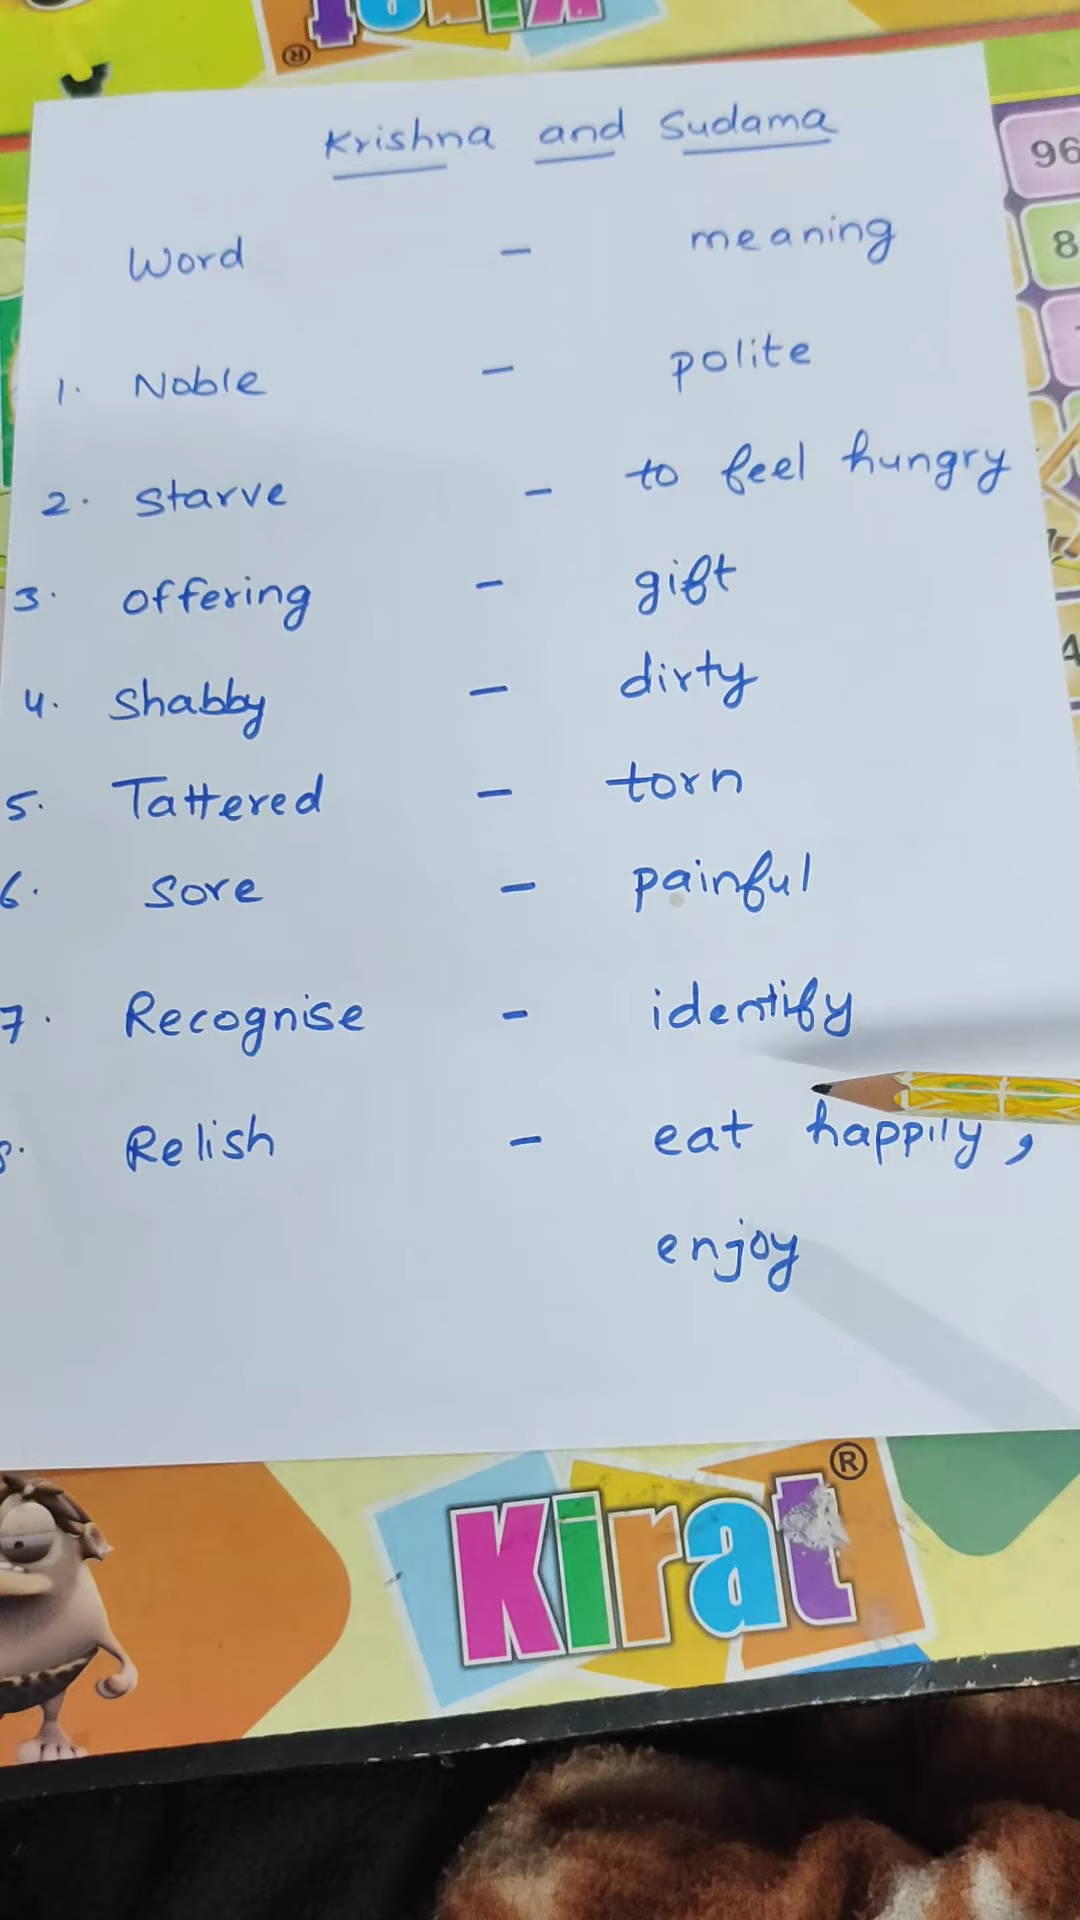 Krishna and Sudama
Word - meaning
1. Noble - polite
2. Starve - to feel hungry
3. offering - gift
4. Shabby - dirty
5. Tattered - torn
6. Sore - painful
7. Recognise - identify
8. Relish - eat happily,
enjoy
Kirat ®